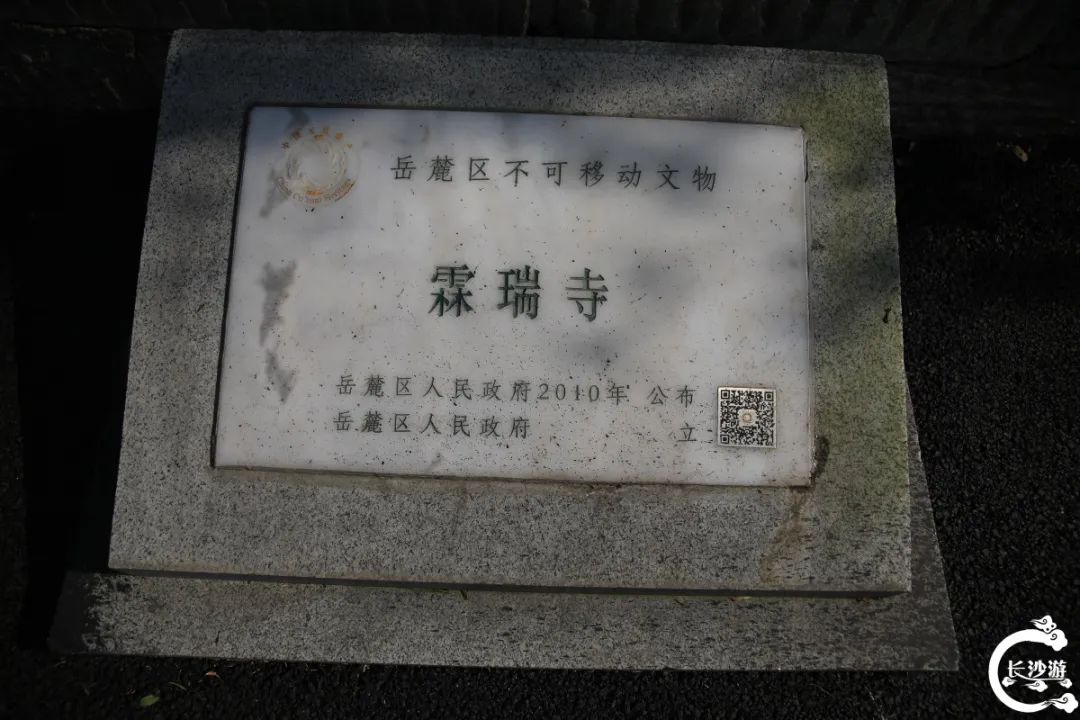 岳麓区不可移动文物
霖瑞寺
岳麓区人民政府2010年 公布
岳麓区人民政府 立
长沙游